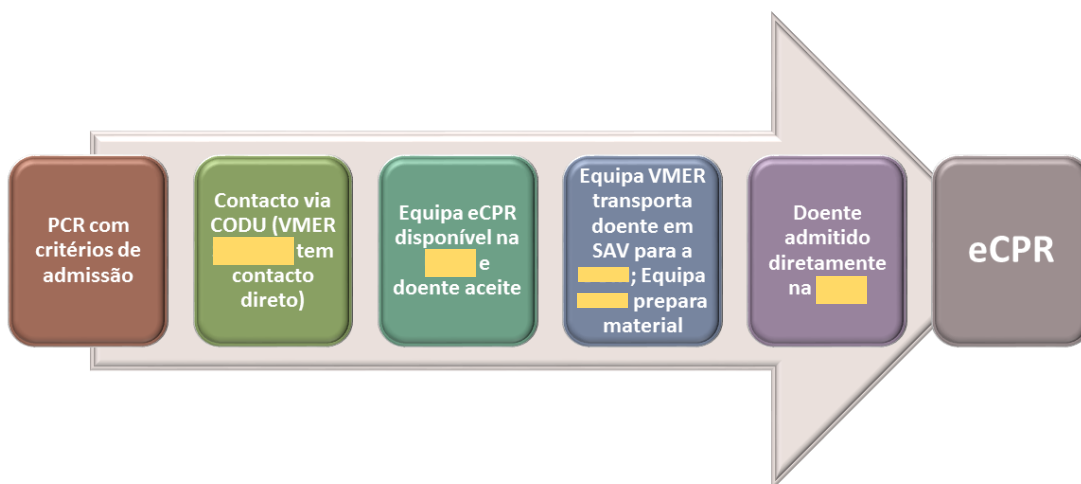 PCR com
critérios de
admissão
Contacto via
CODU (VMER
tem
contacto
direto)
Equipa eCPR
disponível na
e
doente aceite
Equipa VMER
transporta
doente em
SAV para a
; Equipa
prepara
material
Doente
admitido
diretamente
na
eCPR